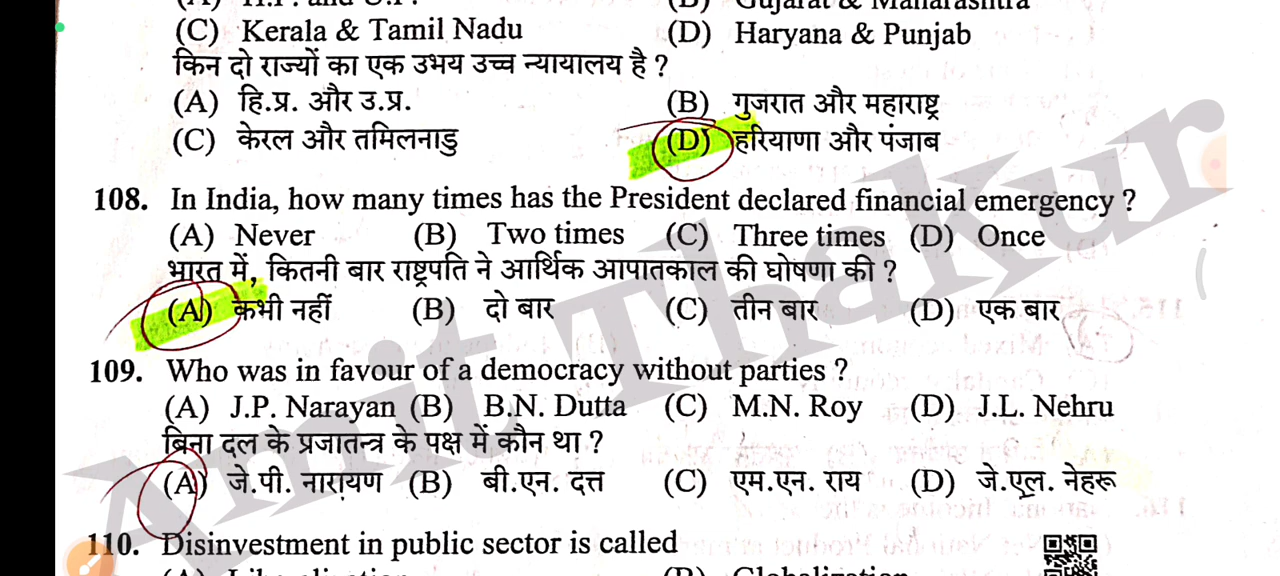 (C) Kerala & Tamil Nadu (D) Haryana & Punjab
किन दो राज्यों का एक उभय उच्च न्यायालय है ?
(A) हि.प्र. और उ.प्र. (B) गुजरात और महाराष्ट्र
(C) केरल और तमिलनाडु (D) हरियाणा और पंजाब
108. In India, how many times has the President declared financial emergency ?
(A) Never (B) Two times (C) Three times (D) Once
भारत में, कितनी बार राष्ट्रपति ने आर्थिक आपातकाल की घोषणा की ?
(A) कभी नहीं (B) दो बार (C) तीन बार (D) एक बार
109. Who was in favour of a democracy without parties ?
(A) J.P. Narayan (B) B.N. Dutta (C) M.N. Roy (D) J.L. Nehru
बिना दल के प्रजातन्त्र के पक्ष में कौन था ?
(A) जे.पी. नारायण (B) बी.एन. दत्त (C) एम.एन. राय (D) जे.एल. नेहरू
110. Disinvestment in public sector is called
Amit Thakur